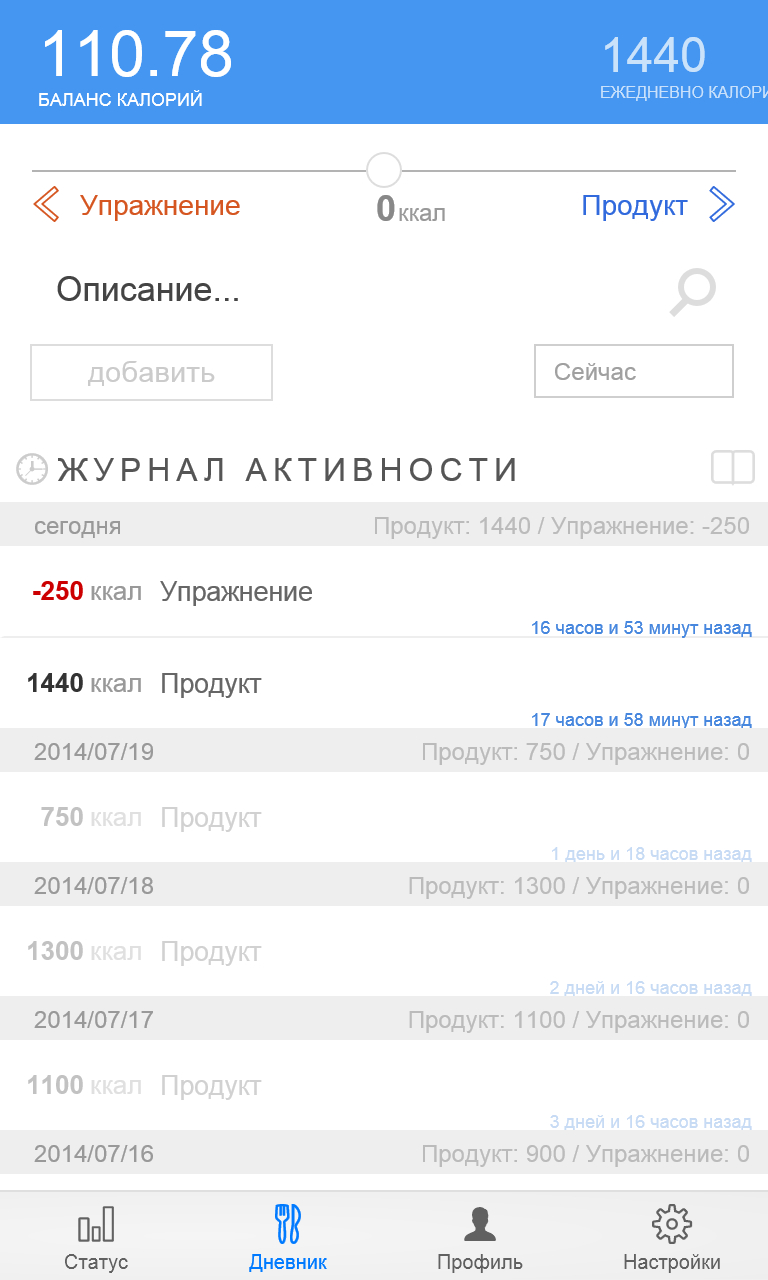 110.78 1440
БАЛАНС КАЛОРИЙ ЕЖЕДНЕВНО КАЛОРИ
Упражнение 0 ккал Продукт
Описание...
добавить Сейчас
ЖУРНАЛ АКТИВНОСТИ
сегодня Продукт: 1440 / Упражнение: -250
-250 ккал Упражнение
16 часов и 53 минут назад
1440 ккал Продукт
17 часов и 58 минут назад
2014/07/19 Продукт: 750 / Упражнение: 0
750 ккал Продукт
1 день и 18 часов назад
2014/07/18 Продукт: 1300 / Упражнение: 0
1300 ккал Продукт
2 дней и 16 часов назад
2014/07/17 Продукт: 1100 / Упражнение: 0
1100 ккал Продукт
3 дней и 16 часов назад
2014/07/16 Продукт: 900 / Упражнение: 0
Статус Дневник Профиль Настройки